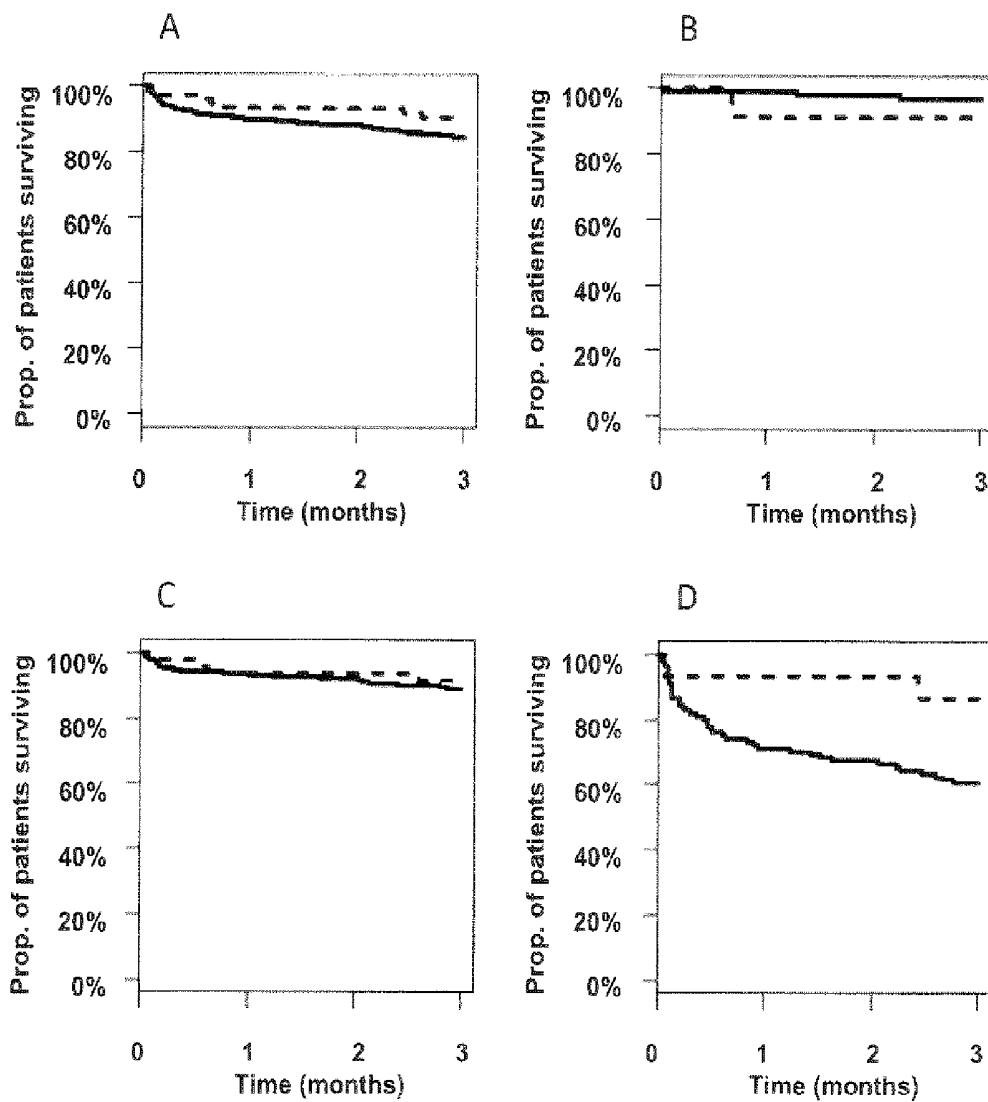 A
Prop. of patients surviving
100%
80%
60%
40%
20%
0%
0 1 2 3
Time (months)
B
Prop. of patients surviving
100%
80%
60%
40%
20%
0%
0 1 2 3
Time (months)
C
Prop. of patients surviving
100%
80%
60%
40%
20%
0%
0 1 2 3
Time (months)
D
Prop. of patients surviving
100%
80%
60%
40%
20%
0%
0 1 2 3
Time (months)